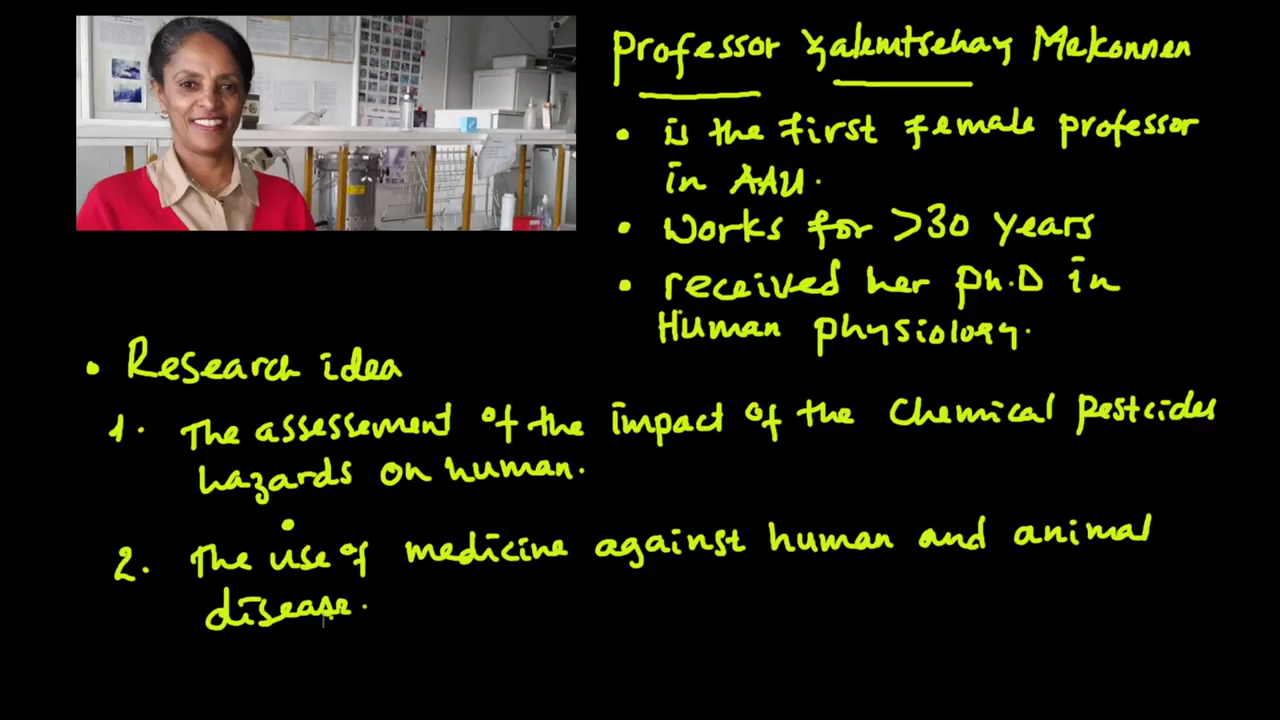 Professor Yalemtsehay Mekonnen
• is the first female professor
in AAU.
• Works for >30 years
• received her Ph.D in
Human physiology.
• Research idea
1. The assessement of the impact of the Chemical pestcides
hazards on human.
2. The use of medicine against human and animal
disease.